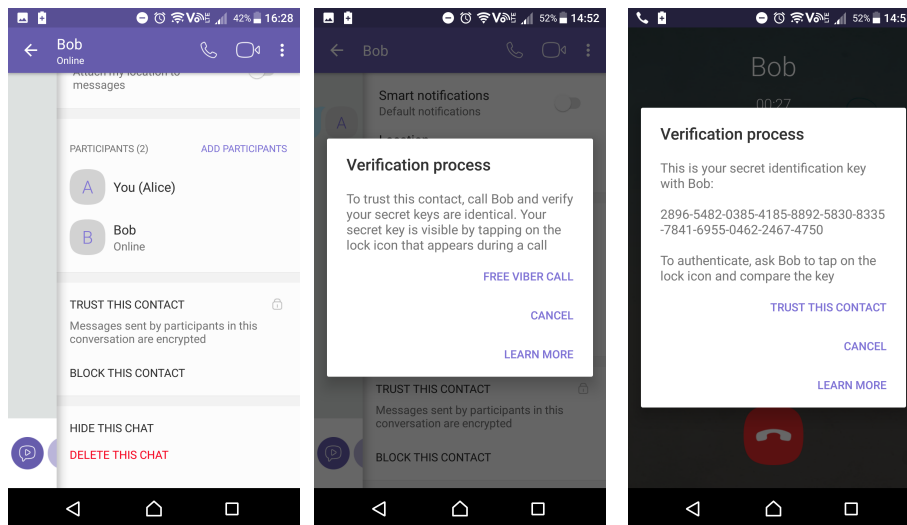 42% 16:28
Bob
Online
Attach my location to
messages
PARTICIPANTS (2)
ADD PARTICIPANTS
A
You (Alice)
B
Bob
Online
TRUST THIS CONTACT
Messages sent by participants in this
conversation are encrypted
BLOCK THIS CONTACT
HIDE THIS CHAT
DELETE THIS CHAT
52% 14:52
Bob
Smart notifications
Default notifications
A
Location
Verification process
To trust this contact, call Bob and verify
your secret keys are identical. Your
secret key is visible by tapping on the
lock icon that appears during a call
FREE VIBER CALL
CANCEL
LEARN MORE
TRUST THIS CONTACT
Messages sent by participants in this
conversation are encrypted
BLOCK THIS CONTACT
52% 14:5
Bob
00:27
Verification process
This is your secret identification key
with Bob:
2896-5482-0385-4185-8892-5830-8335
-7841-6955-0462-2467-4750
To authenticate, ask Bob to tap on the
lock icon and compare the key
TRUST THIS CONTACT
CANCEL
LEARN MORE